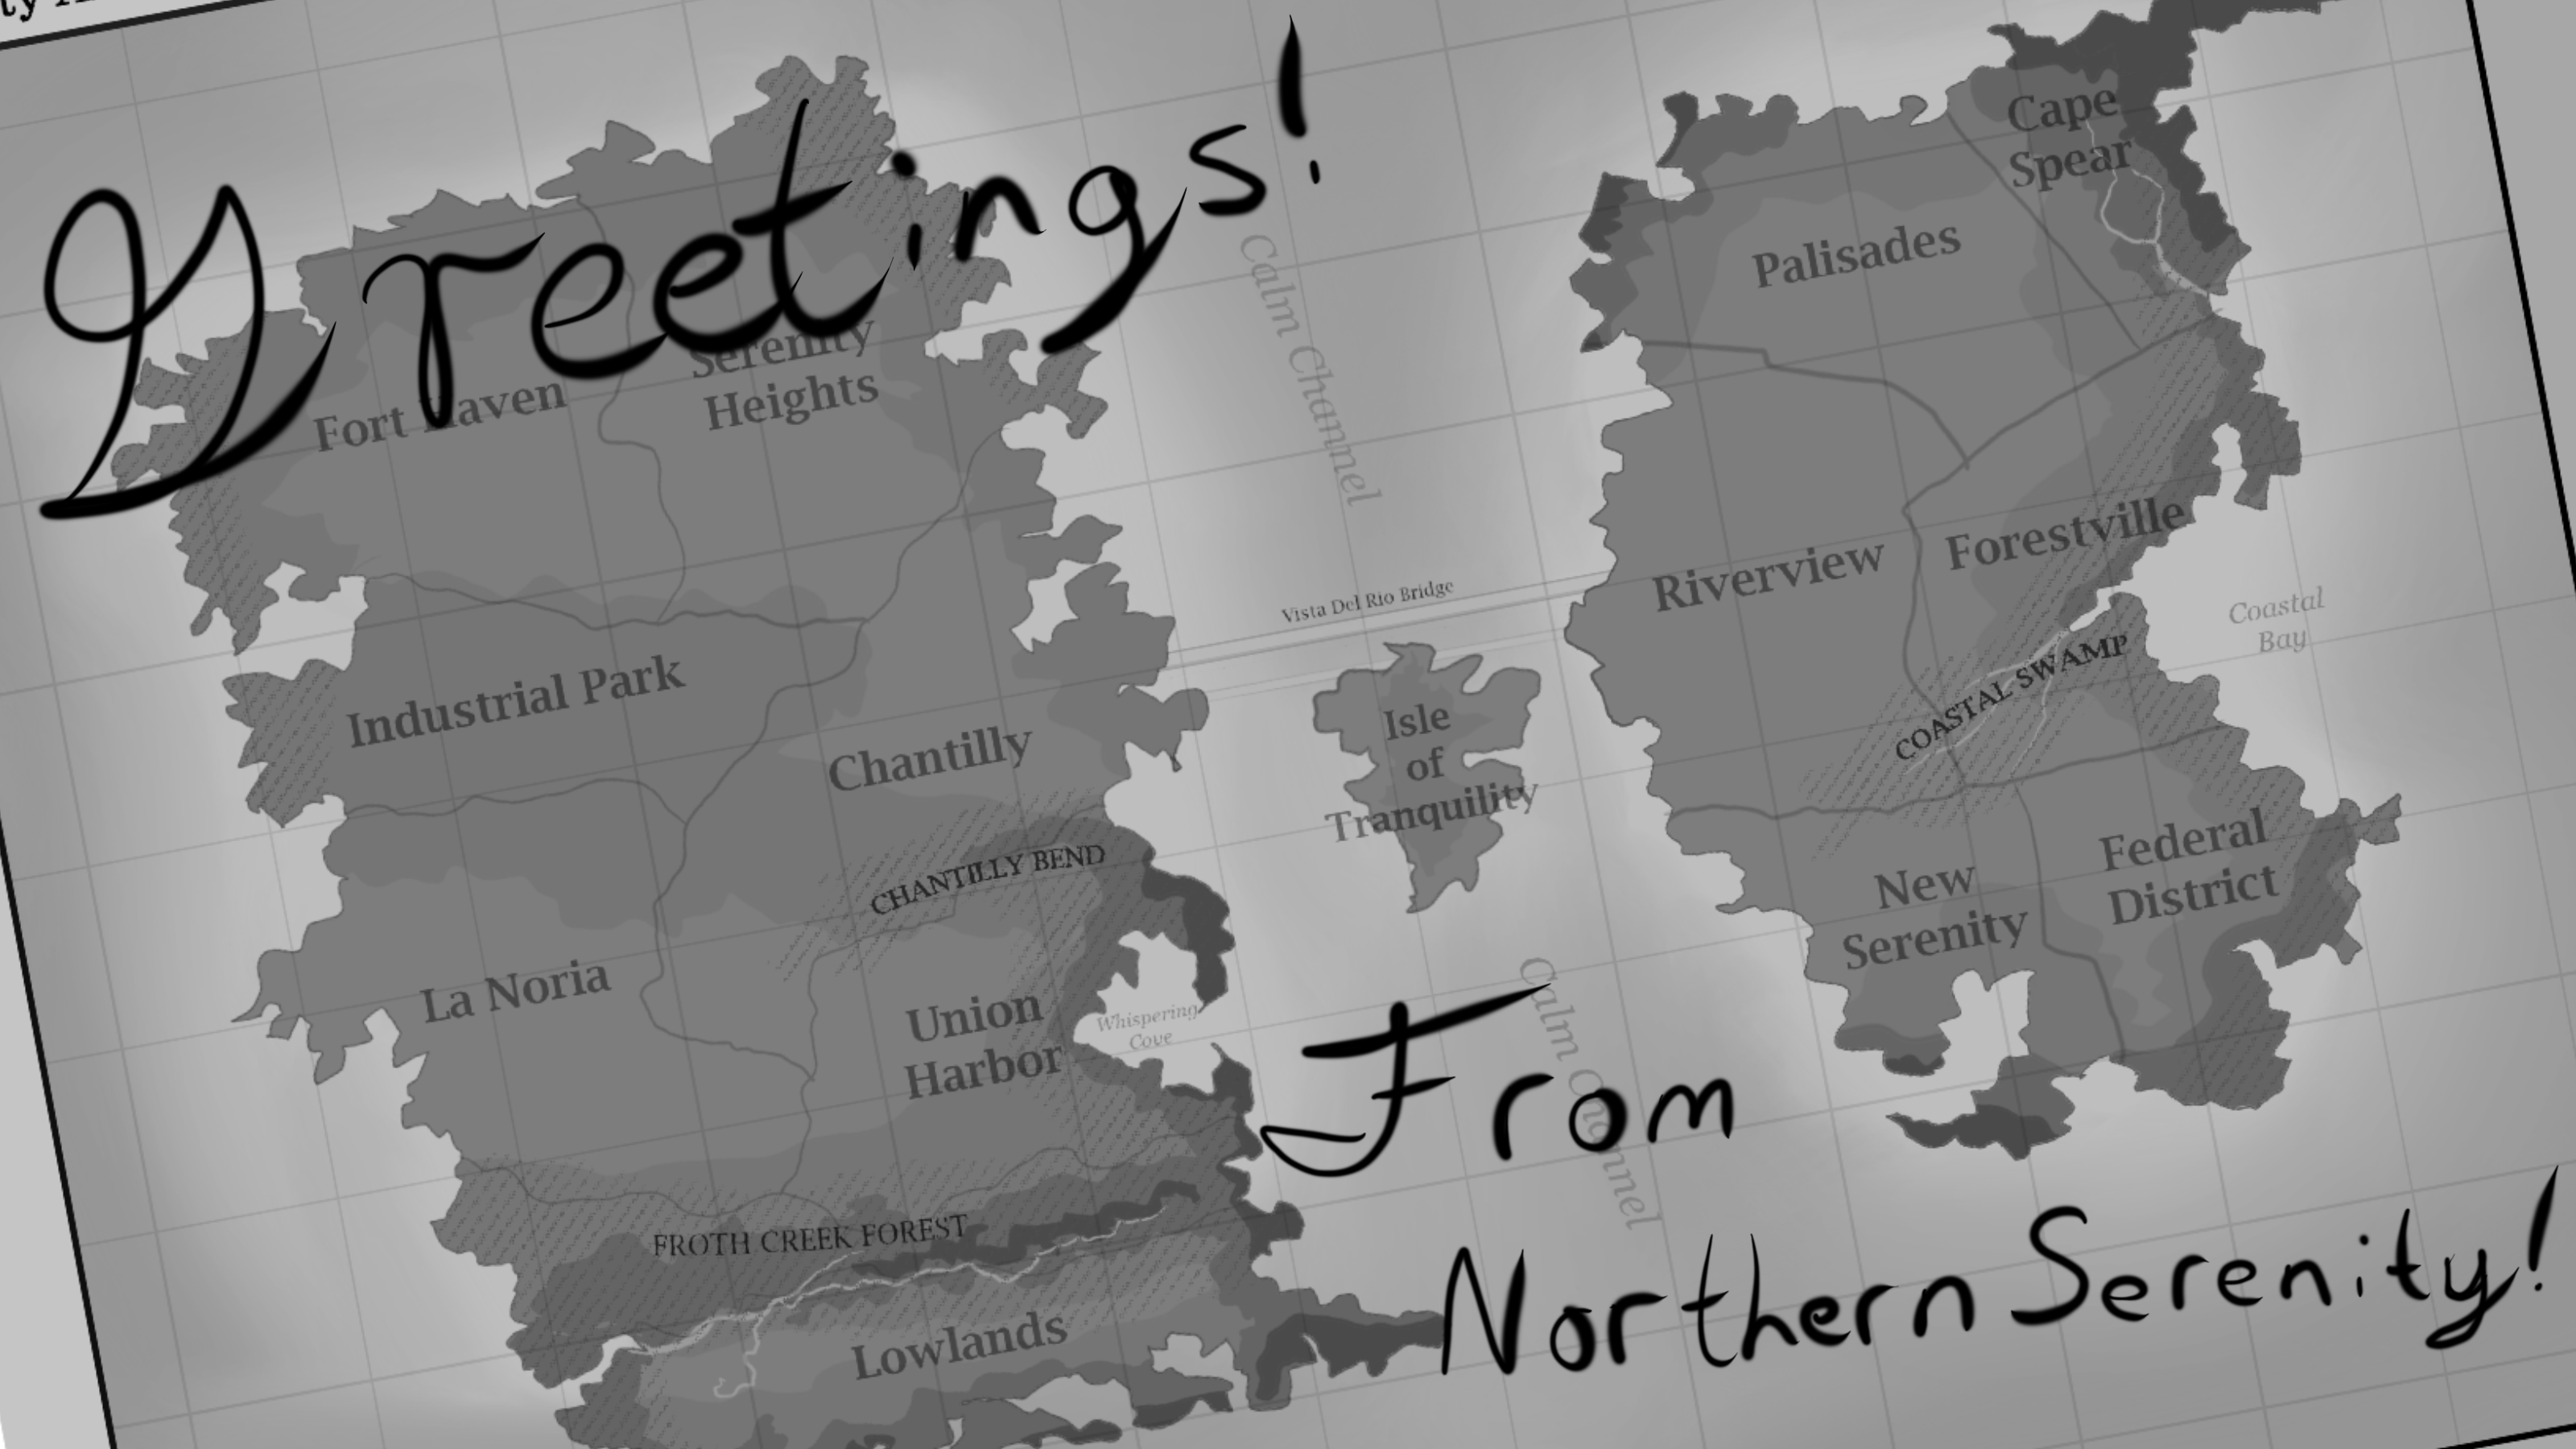 Greetings!
Cape
Spear
Palisades
Calm Channel
Serenity
Heights
Fort Haven
Riverview
Forestville
Vista Del Rio Bridge
Coastal
Bay
COASTAL SWAMP
Industrial Park
Chantilly
Isle
of
Tranquility
CHANTILLY BEND
New
Serenity
Federal
District
La Noria
Union
Harbor
Whispering
Cove
Calm Channel
From
FROTH CREEK FOREST
Lowlands
Northern Serenity!